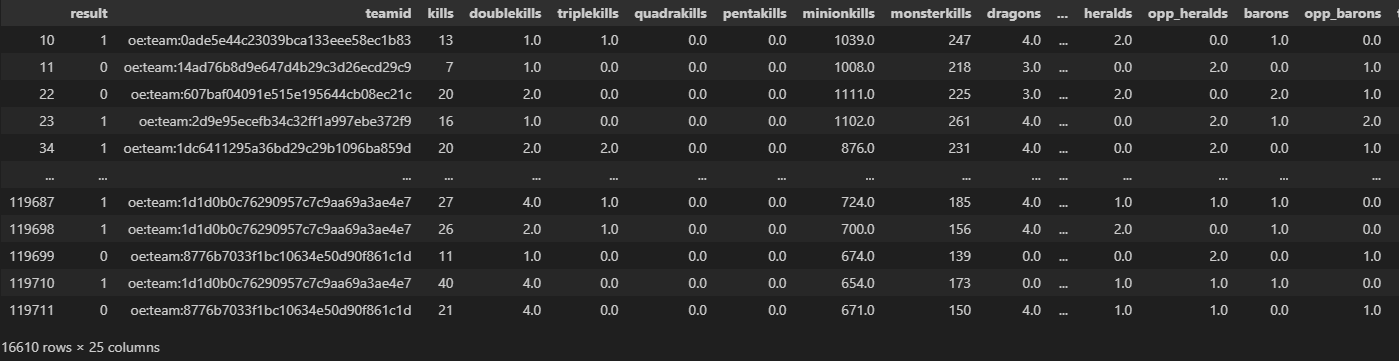 result teamid kills doublekills triplekills quadrakills pentakills minionkills monsterkills dragons ... heralds opp_heralds barons opp_barons
10 1 oe:team:0ade5e44c23039bca133eee58ec1b83 13 1.0 1.0 0.0 0.0 1039.0 247 4.0 ... 2.0 0.0 1.0 0.0
11 0 oe:team:14ad76b8d9e647d4b29c3d26ecd29c9 7 1.0 0.0 0.0 0.0 1008.0 218 3.0 ... 0.0 2.0 0.0 1.0
22 0 oe:team:607baf04091e515e195644cb08ec21c 20 2.0 0.0 0.0 0.0 1111.0 225 3.0 ... 2.0 0.0 2.0 1.0
23 1 oe:team:2d9e95ecefb34c32ff1a997ebe372f9 16 1.0 0.0 0.0 0.0 1102.0 261 4.0 ... 0.0 2.0 1.0 2.0
34 1 oe:team:1dc6411295a36bd29c29b1096ba859d 20 2.0 2.0 0.0 0.0 876.0 231 4.0 ... 0.0 2.0 0.0 1.0
... ... ... ... ... ... ... ... ... ... ... ... ... ... ... ...
119687 1 oe:team:1d1d0b0c76290957c7c9aa69a3ae4e7 27 4.0 1.0 0.0 0.0 724.0 185 4.0 ... 1.0 1.0 1.0 0.0
119698 1 oe:team:1d1d0b0c76290957c7c9aa69a3ae4e7 26 2.0 1.0 0.0 0.0 700.0 156 4.0 ... 2.0 0.0 1.0 0.0
119699 0 oe:team:8776b7033f1bc10634e50d90f861c1d 11 1.0 0.0 0.0 0.0 674.0 139 0.0 ... 0.0 2.0 0.0 1.0
119710 1 oe:team:1d1d0b0c76290957c7c9aa69a3ae4e7 40 4.0 0.0 0.0 0.0 654.0 173 0.0 ... 1.0 1.0 1.0 0.0
119711 0 oe:team:8776b7033f1bc10634e50d90f861c1d 21 4.0 0.0 0.0 0.0 671.0 150 4.0 ... 1.0 1.0 0.0 1.0
16610 rows × 25 columns